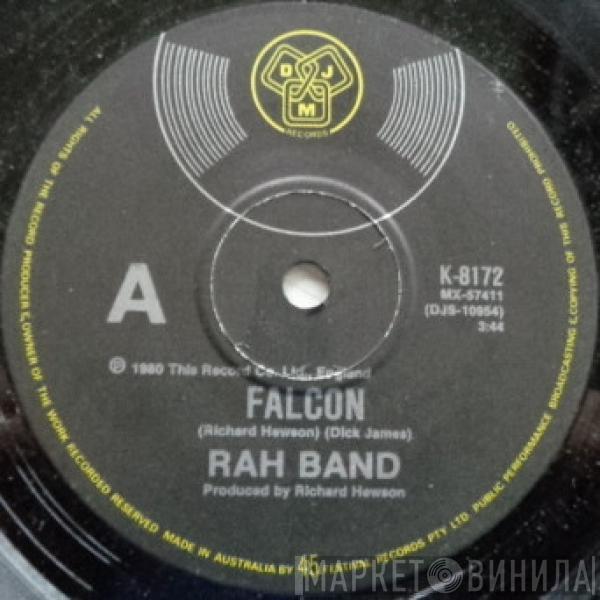 D J M
RECORDS
ALL RIGHTS OF THE RECORD PRODUCER & OWNER OF THE WORK RECORDED RESERVED MADE IN AUSTRALIA BY 45 FESTIVAL RECORDS PTY LTD. PUBLIC PERFORMANCE BROADCASTING & COPYING OF THIS RECORD PROHIBITED
A
K-8172
MX-57411
(DJS-10954)
3:44
℗ 1980 This Record Co. Ltd., England
FALCON
(Richard Hewson) (Dick James)
RAH BAND
Produced by Richard Hewson
МАРКЕТ ВИНИЛА